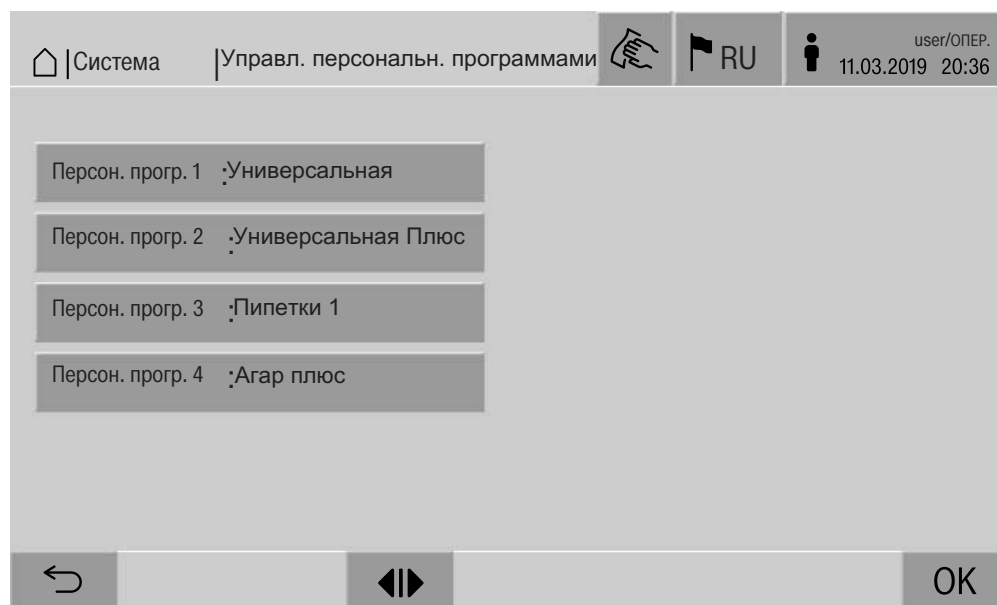 |Система |Управл. персональн. программами RU user/ОПЕР.
11.03.2019 20:36
Персон. прогр. 1 :Универсальная
Персон. прогр. 2 :Универсальная Плюс
Персон. прогр. 3 :Пипетки 1
Персон. прогр. 4 :Агар плюс
OK